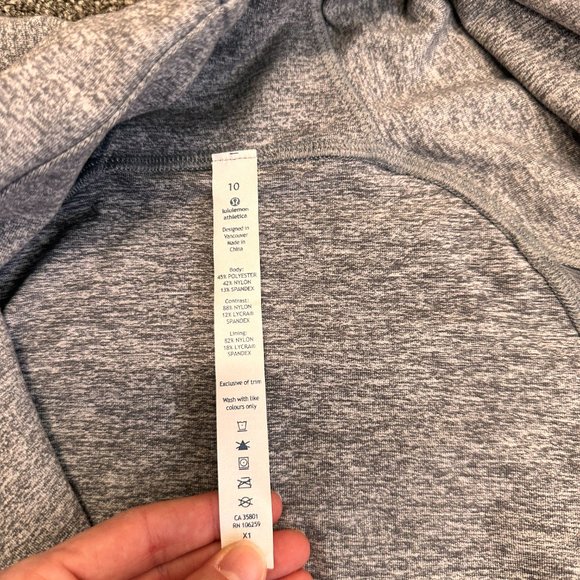 10
lululemon
athletica
Designed in
Vancouver
Made in
China
Body:
45% POLYESTER
42% NYLON
13% SPANDEX
Contrast:
88% NYLON
12% LYCRA®
SPANDEX
Lining:
82% NYLON
18% LYCRA®
SPANDEX
Exclusive of trim
Wash with like
colours only
CA 35801
RN 106259
X1